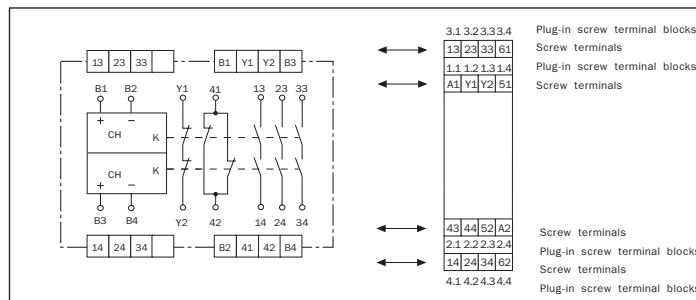 13 23 33
B1 Y1 Y2 B3
B1 B2 Y1 41 13 23 33
+ −
CH
K
K
CH
+ −
B3 B4 Y2 42 14 24 34
14 24 34
B2 41 42 B4
3.1 3.2 3.3 3.4 Plug-in screw terminal blocks
13 23 33 61 Screw terminals
1.1 1.2 1.3 1.4 Plug-in screw terminal blocks
A1 Y1 Y2 51 Screw terminals
43 44 52 A2 Screw terminals
2.1 2.2 2.3 2.4 Plug-in screw terminal blocks
14 24 34 62 Screw terminals
4.1 4.2 4.3 4.4 Plug-in screw terminal blocks